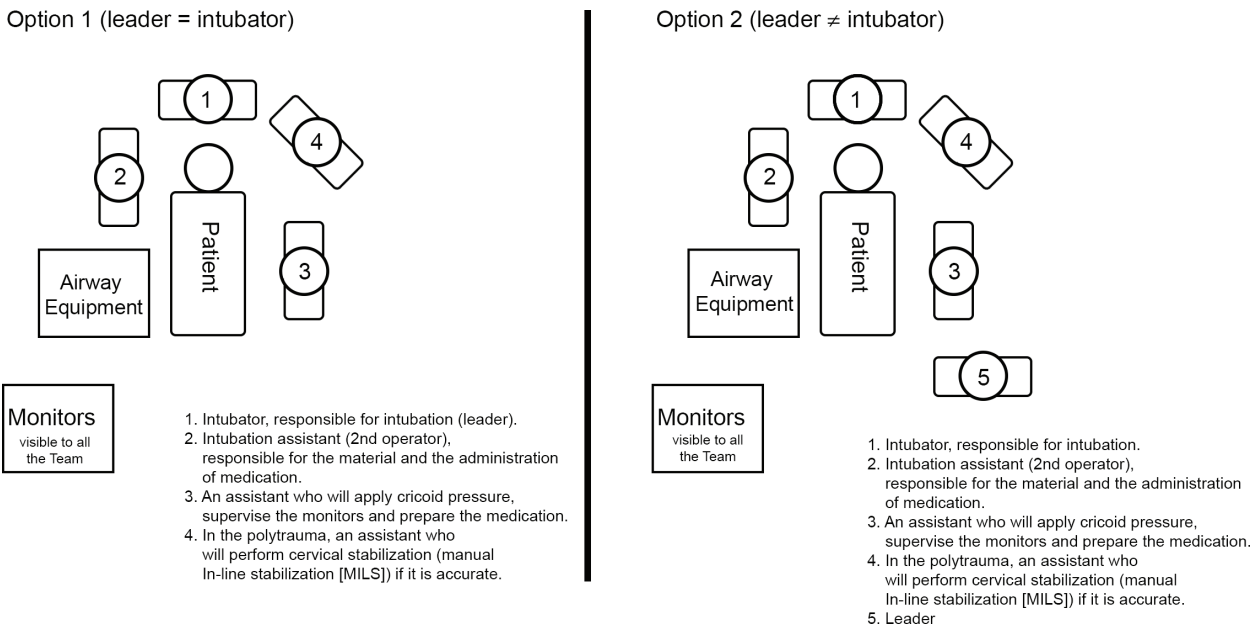 Option 1 (leader = intubator)
1
4
2
Patient
3
Airway
Equipment
Monitors
visible to all
the Team
1. Intubator, responsible for intubation (leader).
2. Intubation assistant (2nd operator),
responsible for the material and the administration
of medication.
3. An assistant who will apply cricoid pressure,
supervise the monitors and prepare the medication.
4. In the polytrauma, an assistant who
will perform cervical stabilization (manual
In-line stabilization [MILS]) if it is accurate.
Option 2 (leader ≠ intubator)
1
4
2
Patient
3
Airway
Equipment
5
Monitors
visible to all
the Team
1. Intubator, responsible for intubation.
2. Intubation assistant (2nd operator),
responsible for the material and the administration
of medication.
3. An assistant who will apply cricoid pressure,
supervise the monitors and prepare the medication.
4. In the polytrauma, an assistant who
will perform cervical stabilization (manual
In-line stabilization [MILS]) if it is accurate.
5. Leader